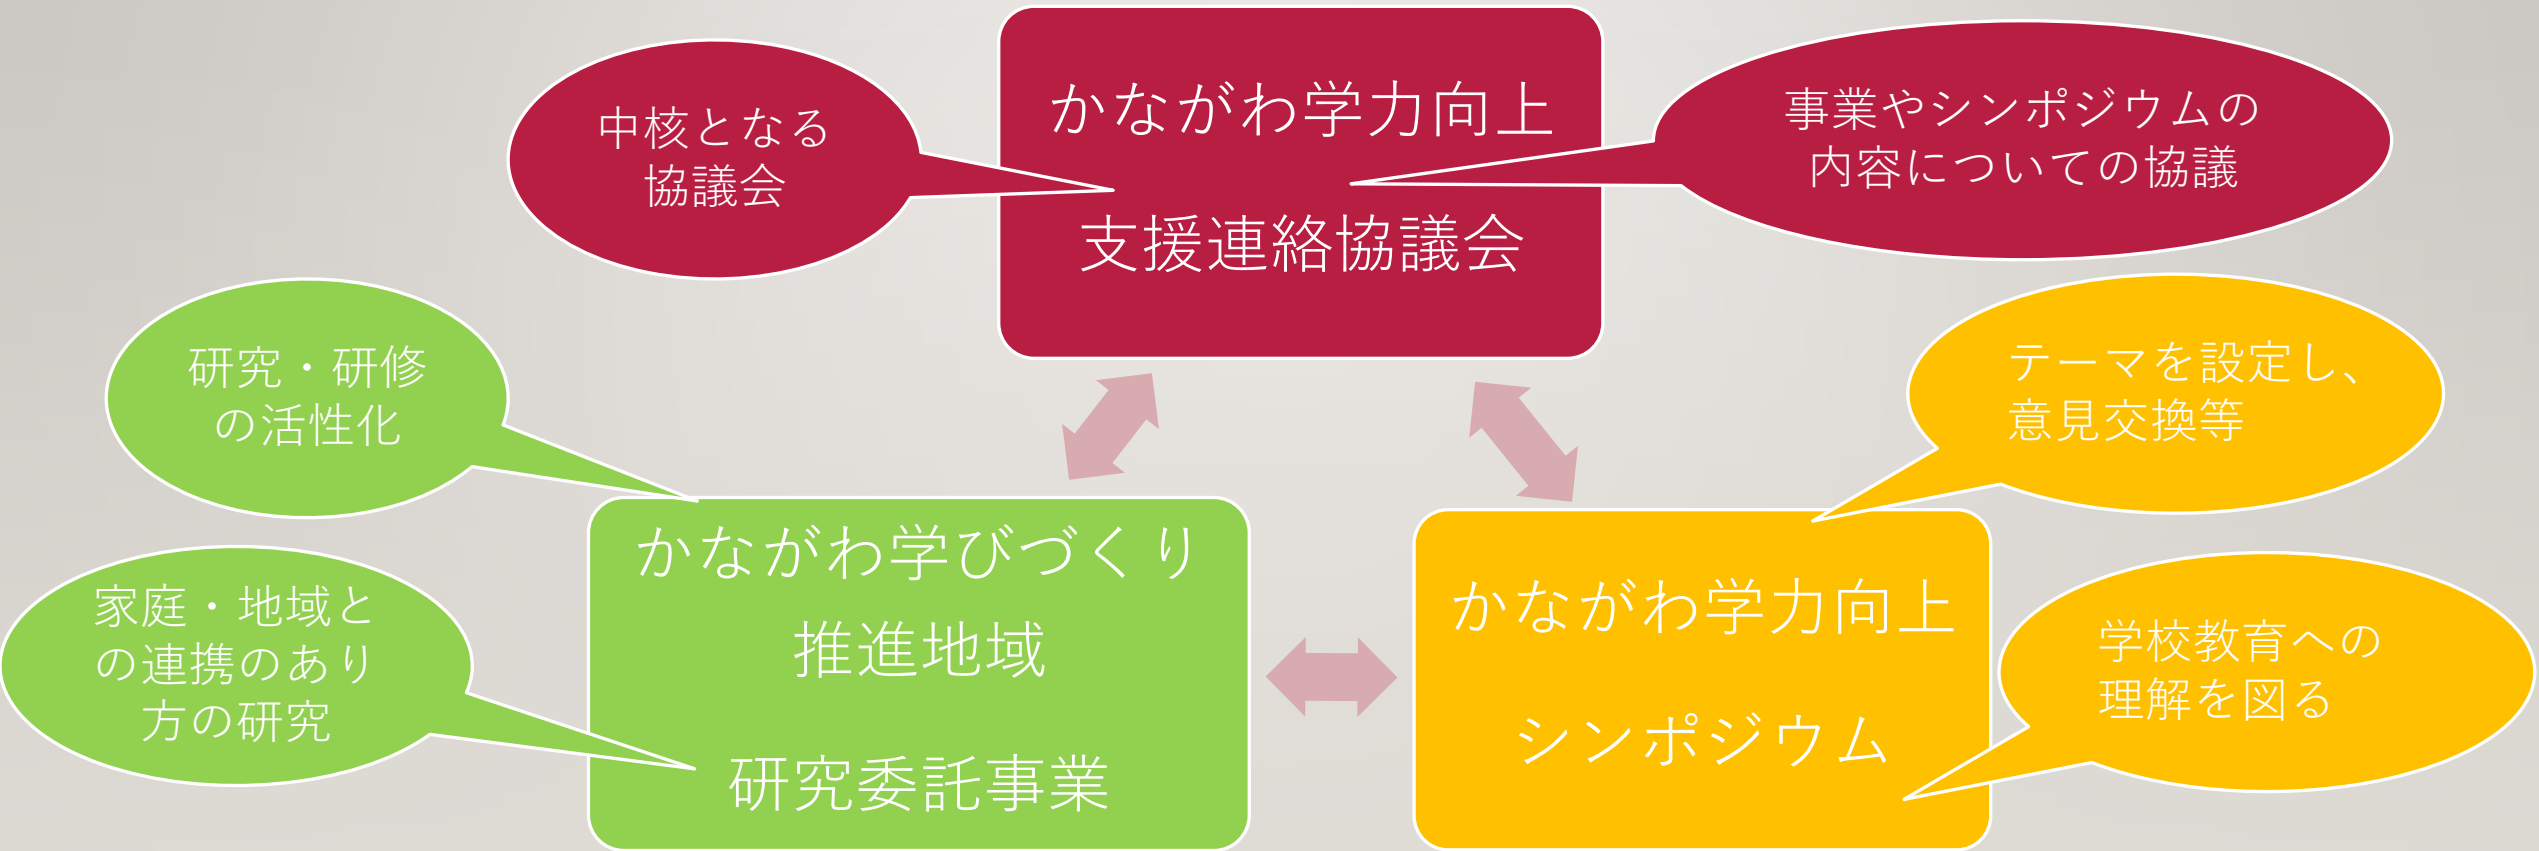 中核となる
協議会
かながわ学力向上
支援連絡協議会
事業やシンポジウムの
内容についての協議
研究・研修
の活性化
テーマを設定し、
意見交換等
家庭・地域と
の連携のあり
方の研究
かながわ学びづくり
推進地域
研究委託事業
かながわ学力向上
シンポジウム
学校教育への
理解を図る